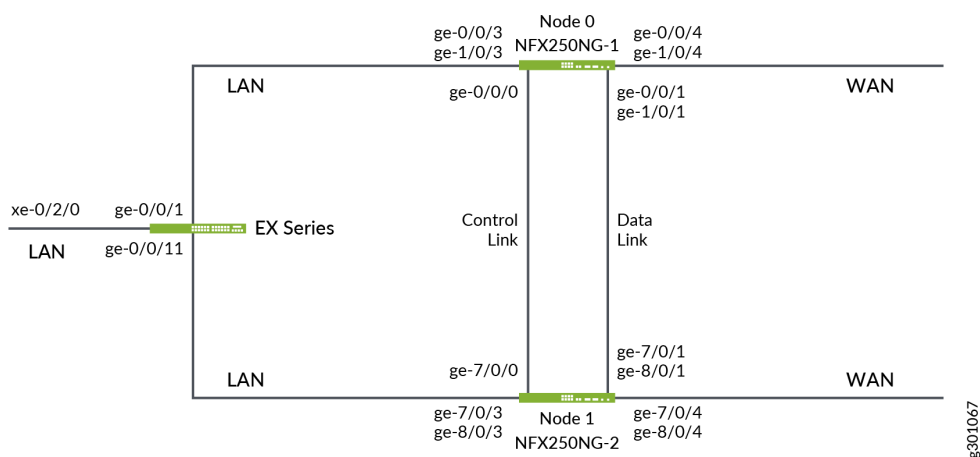 Node 0
NFX250NG-1
ge-0/0/3
ge-1/0/3
ge-0/0/4
ge-1/0/4
LAN
ge-0/0/0
ge-0/0/1
ge-1/0/1
WAN
xe-0/2/0
ge-0/0/1
EX Series
LAN
ge-0/0/11
Control
Link
Data
Link
LAN
ge-7/0/0
ge-7/0/1
ge-8/0/1
WAN
ge-7/0/3
ge-8/0/3
Node 1
NFX250NG-2
ge-7/0/4
ge-8/0/4
g301067